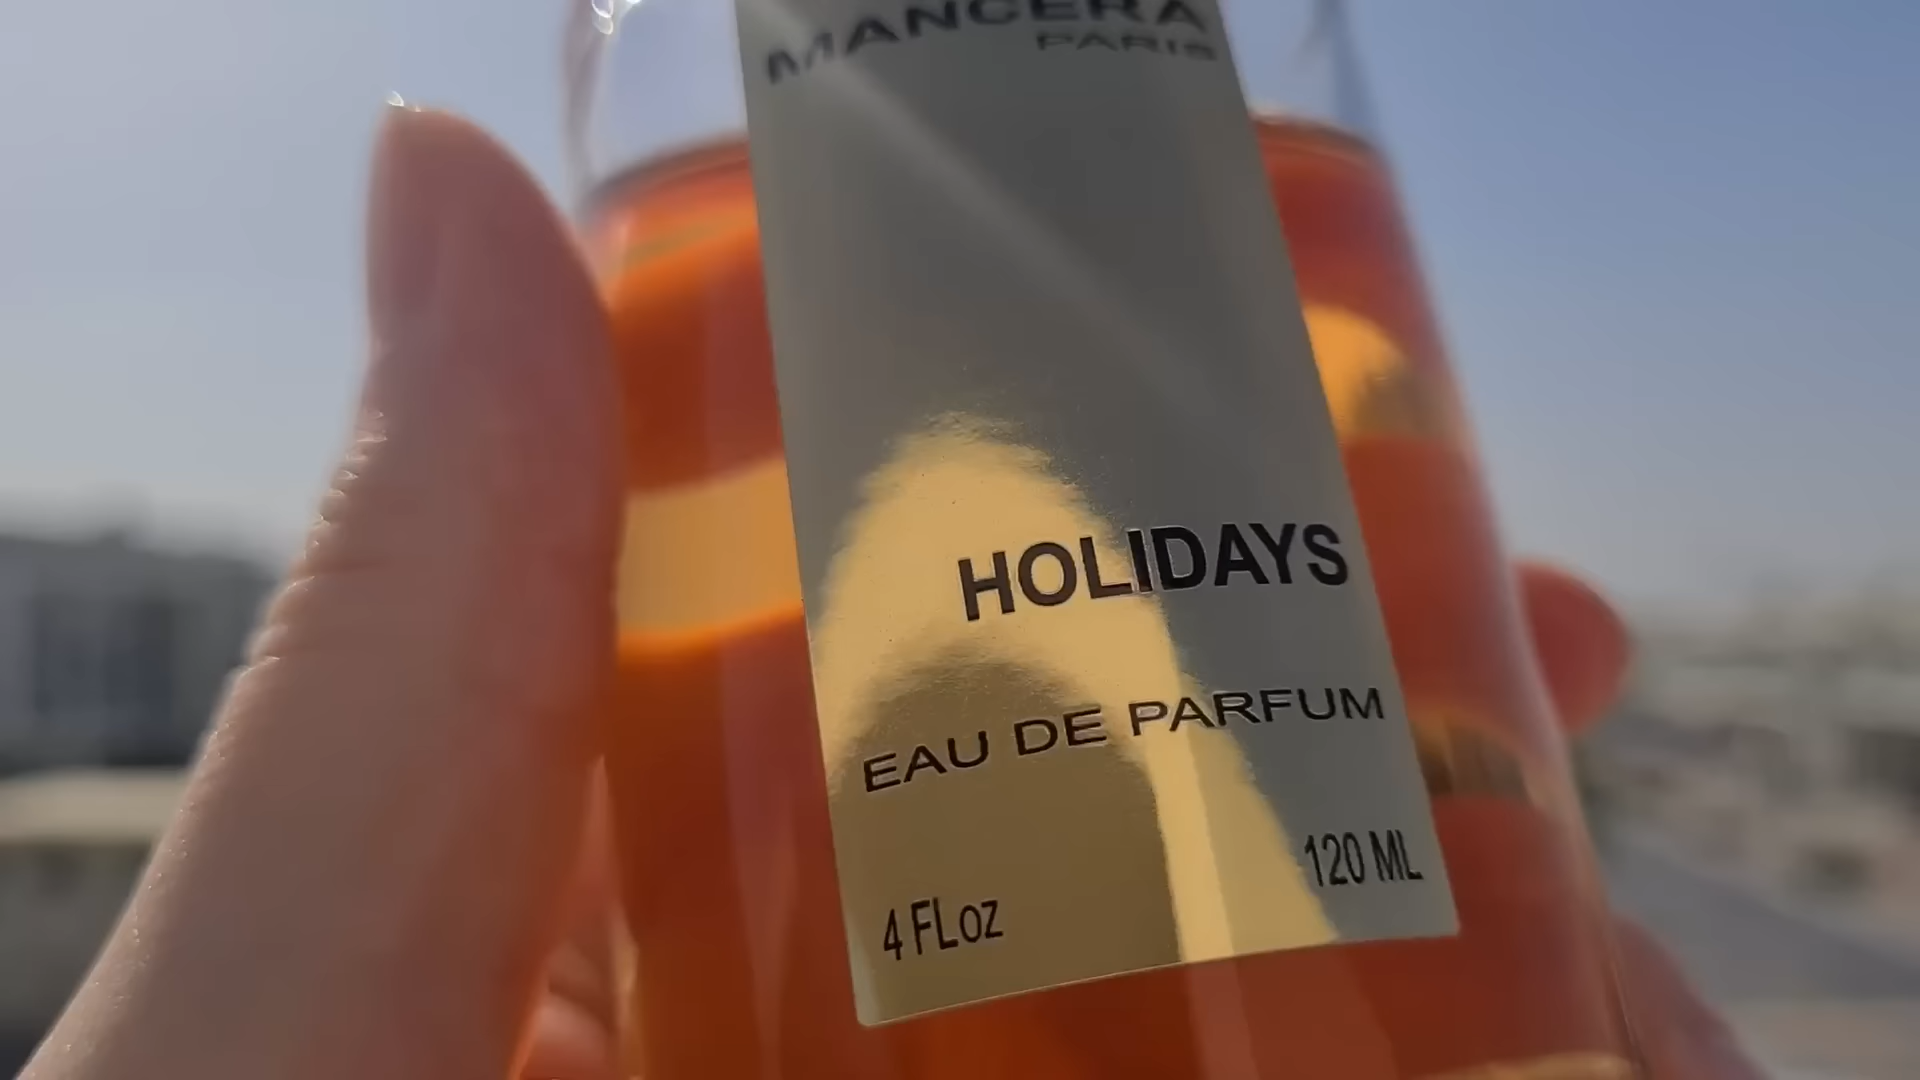 MANCERA
PARIS
HOLIDAYS
EAU DE PARFUM
4 FLoz 120 ML